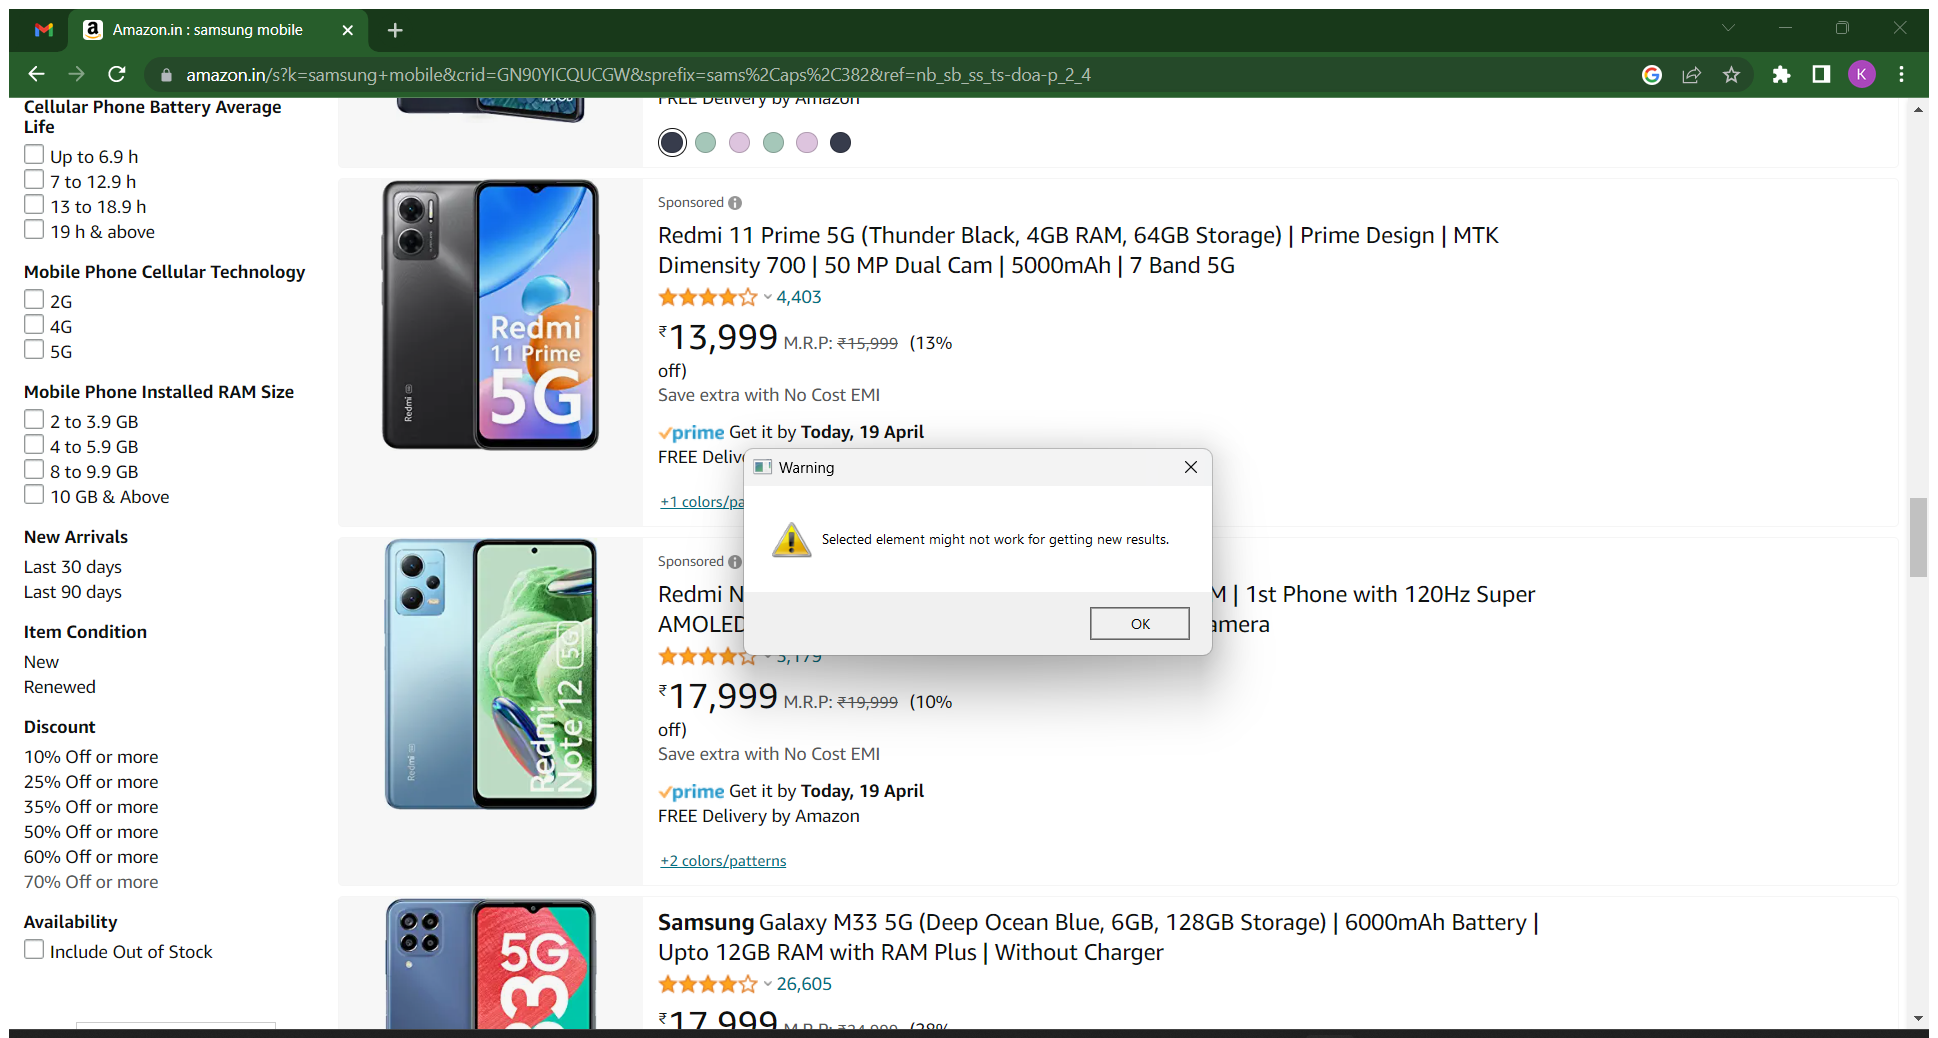 Amazon.in : samsung mobile
amazon.in/s?k=samsung+mobile&crid=GN90YICQUCGW&sprefix=sams%2Caps%2C382&ref=nb_sb_ss_ts-doa-p_2_4
K
Cellular Phone Battery Average
Life
Up to 6.9 h
7 to 12.9 h
13 to 18.9 h
19 h & above
Mobile Phone Cellular Technology
2G
4G
5G
Mobile Phone Installed RAM Size
2 to 3.9 GB
4 to 5.9 GB
8 to 9.9 GB
10 GB & Above
New Arrivals
Last 30 days
Last 90 days
Item Condition
New
Renewed
Discount
10% Off or more
25% Off or more
35% Off or more
50% Off or more
60% Off or more
70% Off or more
Availability
Include Out of Stock
128GB
FREE Delivery by Amazon
Redmi
Redmi
11 Prime
5G
Sponsored
Redmi 11 Prime 5G (Thunder Black, 4GB RAM, 64GB Storage) | Prime Design | MTK
Dimensity 700 | 50 MP Dual Cam | 5000mAh | 7 Band 5G
4,403
₹13,999 M.R.P: ₹15,999 (13%
off)
Save extra with No Cost EMI
prime Get it by Today, 19 April
FREE
+1
Warning
Selected element might not work for getting new results.
OK
Redmi
Redmi
Note 12 5G
Sponsored
Redmi | 1st Phone with 120Hz Super
AMOLED
3,179
₹17,999 M.R.P: ₹19,999 (10%
off)
Save extra with No Cost EMI
prime Get it by Today, 19 April
FREE Delivery by Amazon
+2 colors/patterns
5G
Samsung Galaxy M33 5G (Deep Ocean Blue, 6GB, 128GB Storage) | 6000mAh Battery |
Upto 12GB RAM with RAM Plus | Without Charger
26,605
₹17,999 M.R.P: ₹24,999 (28%